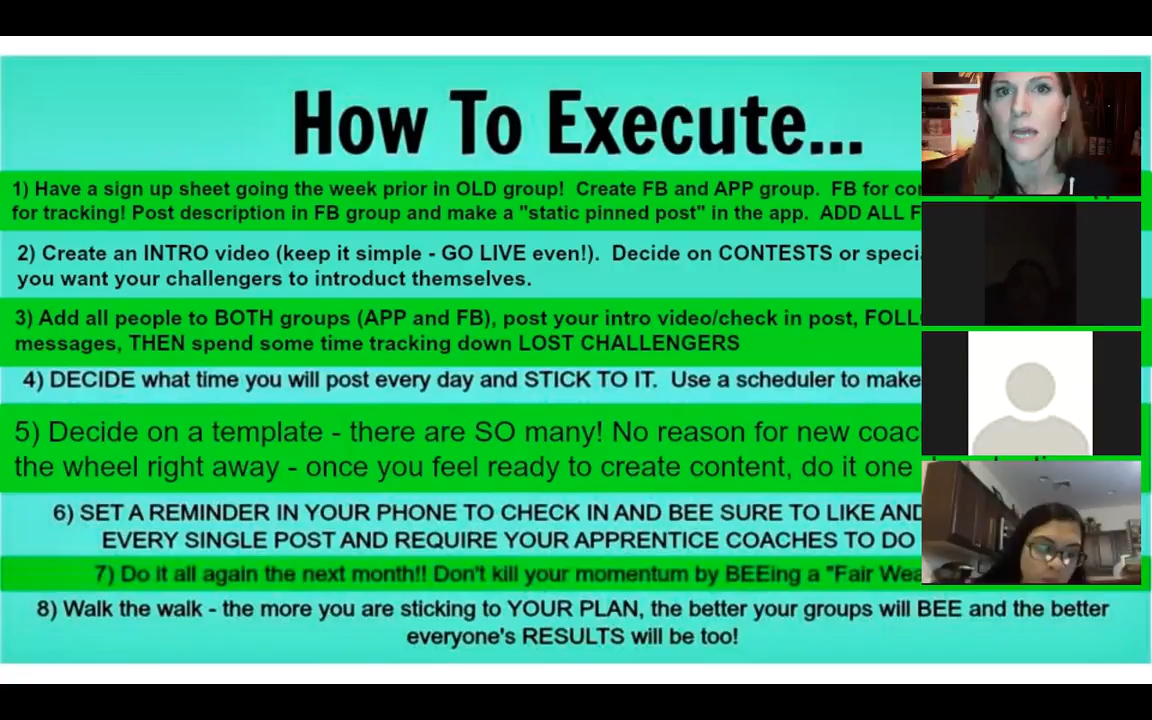 How To Execute...
1) Have a sign up sheet going the week prior in OLD group! Create FB and APP group. FB for
for tracking! Post description in FB group and make a "static pinned post" in the app. ADD ALL
2) Create an INTRO video (keep it simple - GO LIVE even!). Decide on CONTESTS or
you want your challengers to introduct themselves.
3) Add all people to BOTH groups (APP and FB), post your intro video/check in post,
messages, THEN spend some time tracking down LOST CHALLENGERS
4) DECIDE what time you will post every day and STICK TO IT. Use a scheduler to make
5) Decide on a template - there are SO many! No reason for new
the wheel right away - once you feel ready to create content, do it one
6) SET A REMINDER IN YOUR PHONE TO CHECK IN AND BEE SURE TO LIKE AND
EVERY SINGLE POST AND REQUIRE YOUR APPRENTICE COACHES TO DO
7) Do it all again the next month!! Don't kill your momentum by BEEing a "Fair
8) Walk the walk - the more you are sticking to YOUR PLAN, the better your groups will BEE and the better
everyone's RESULTS will be too!